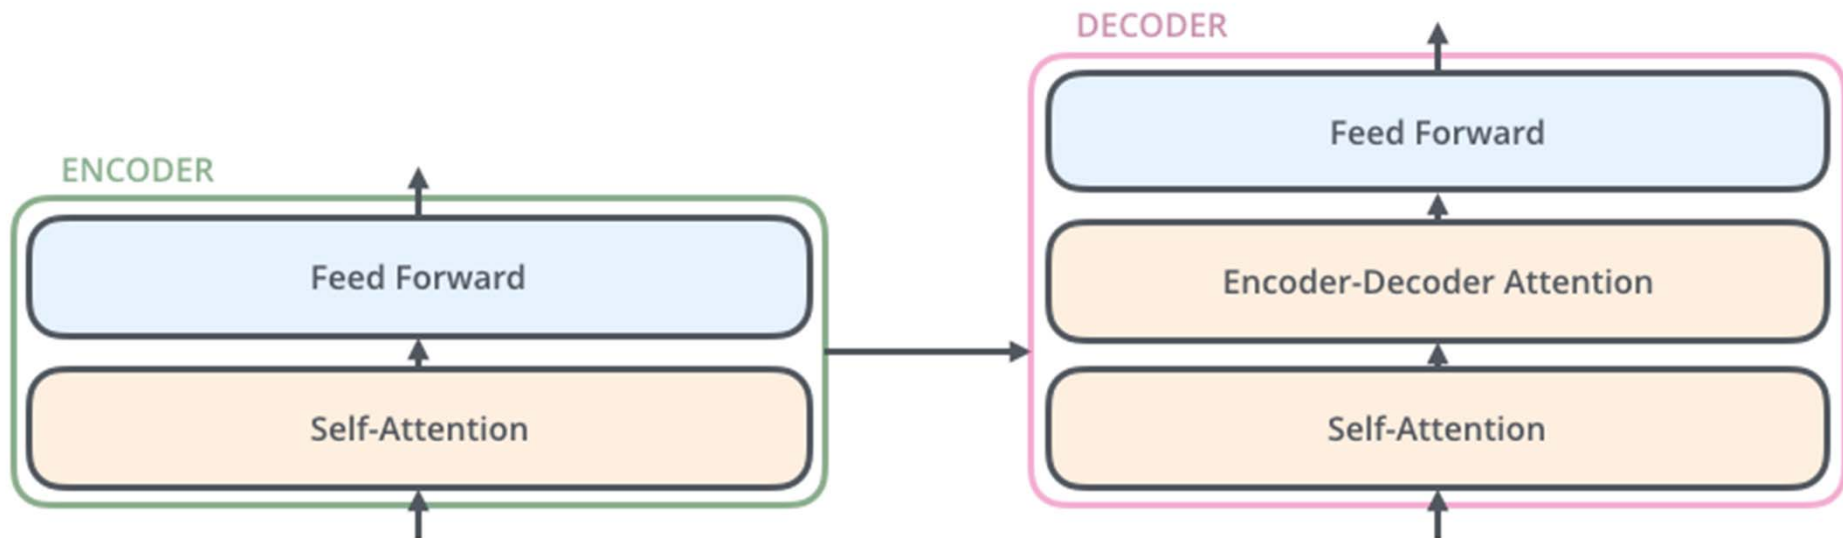 ENCODER
Feed Forward
Self-Attention
DECODER
Feed Forward
Encoder-Decoder Attention
Self-Attention